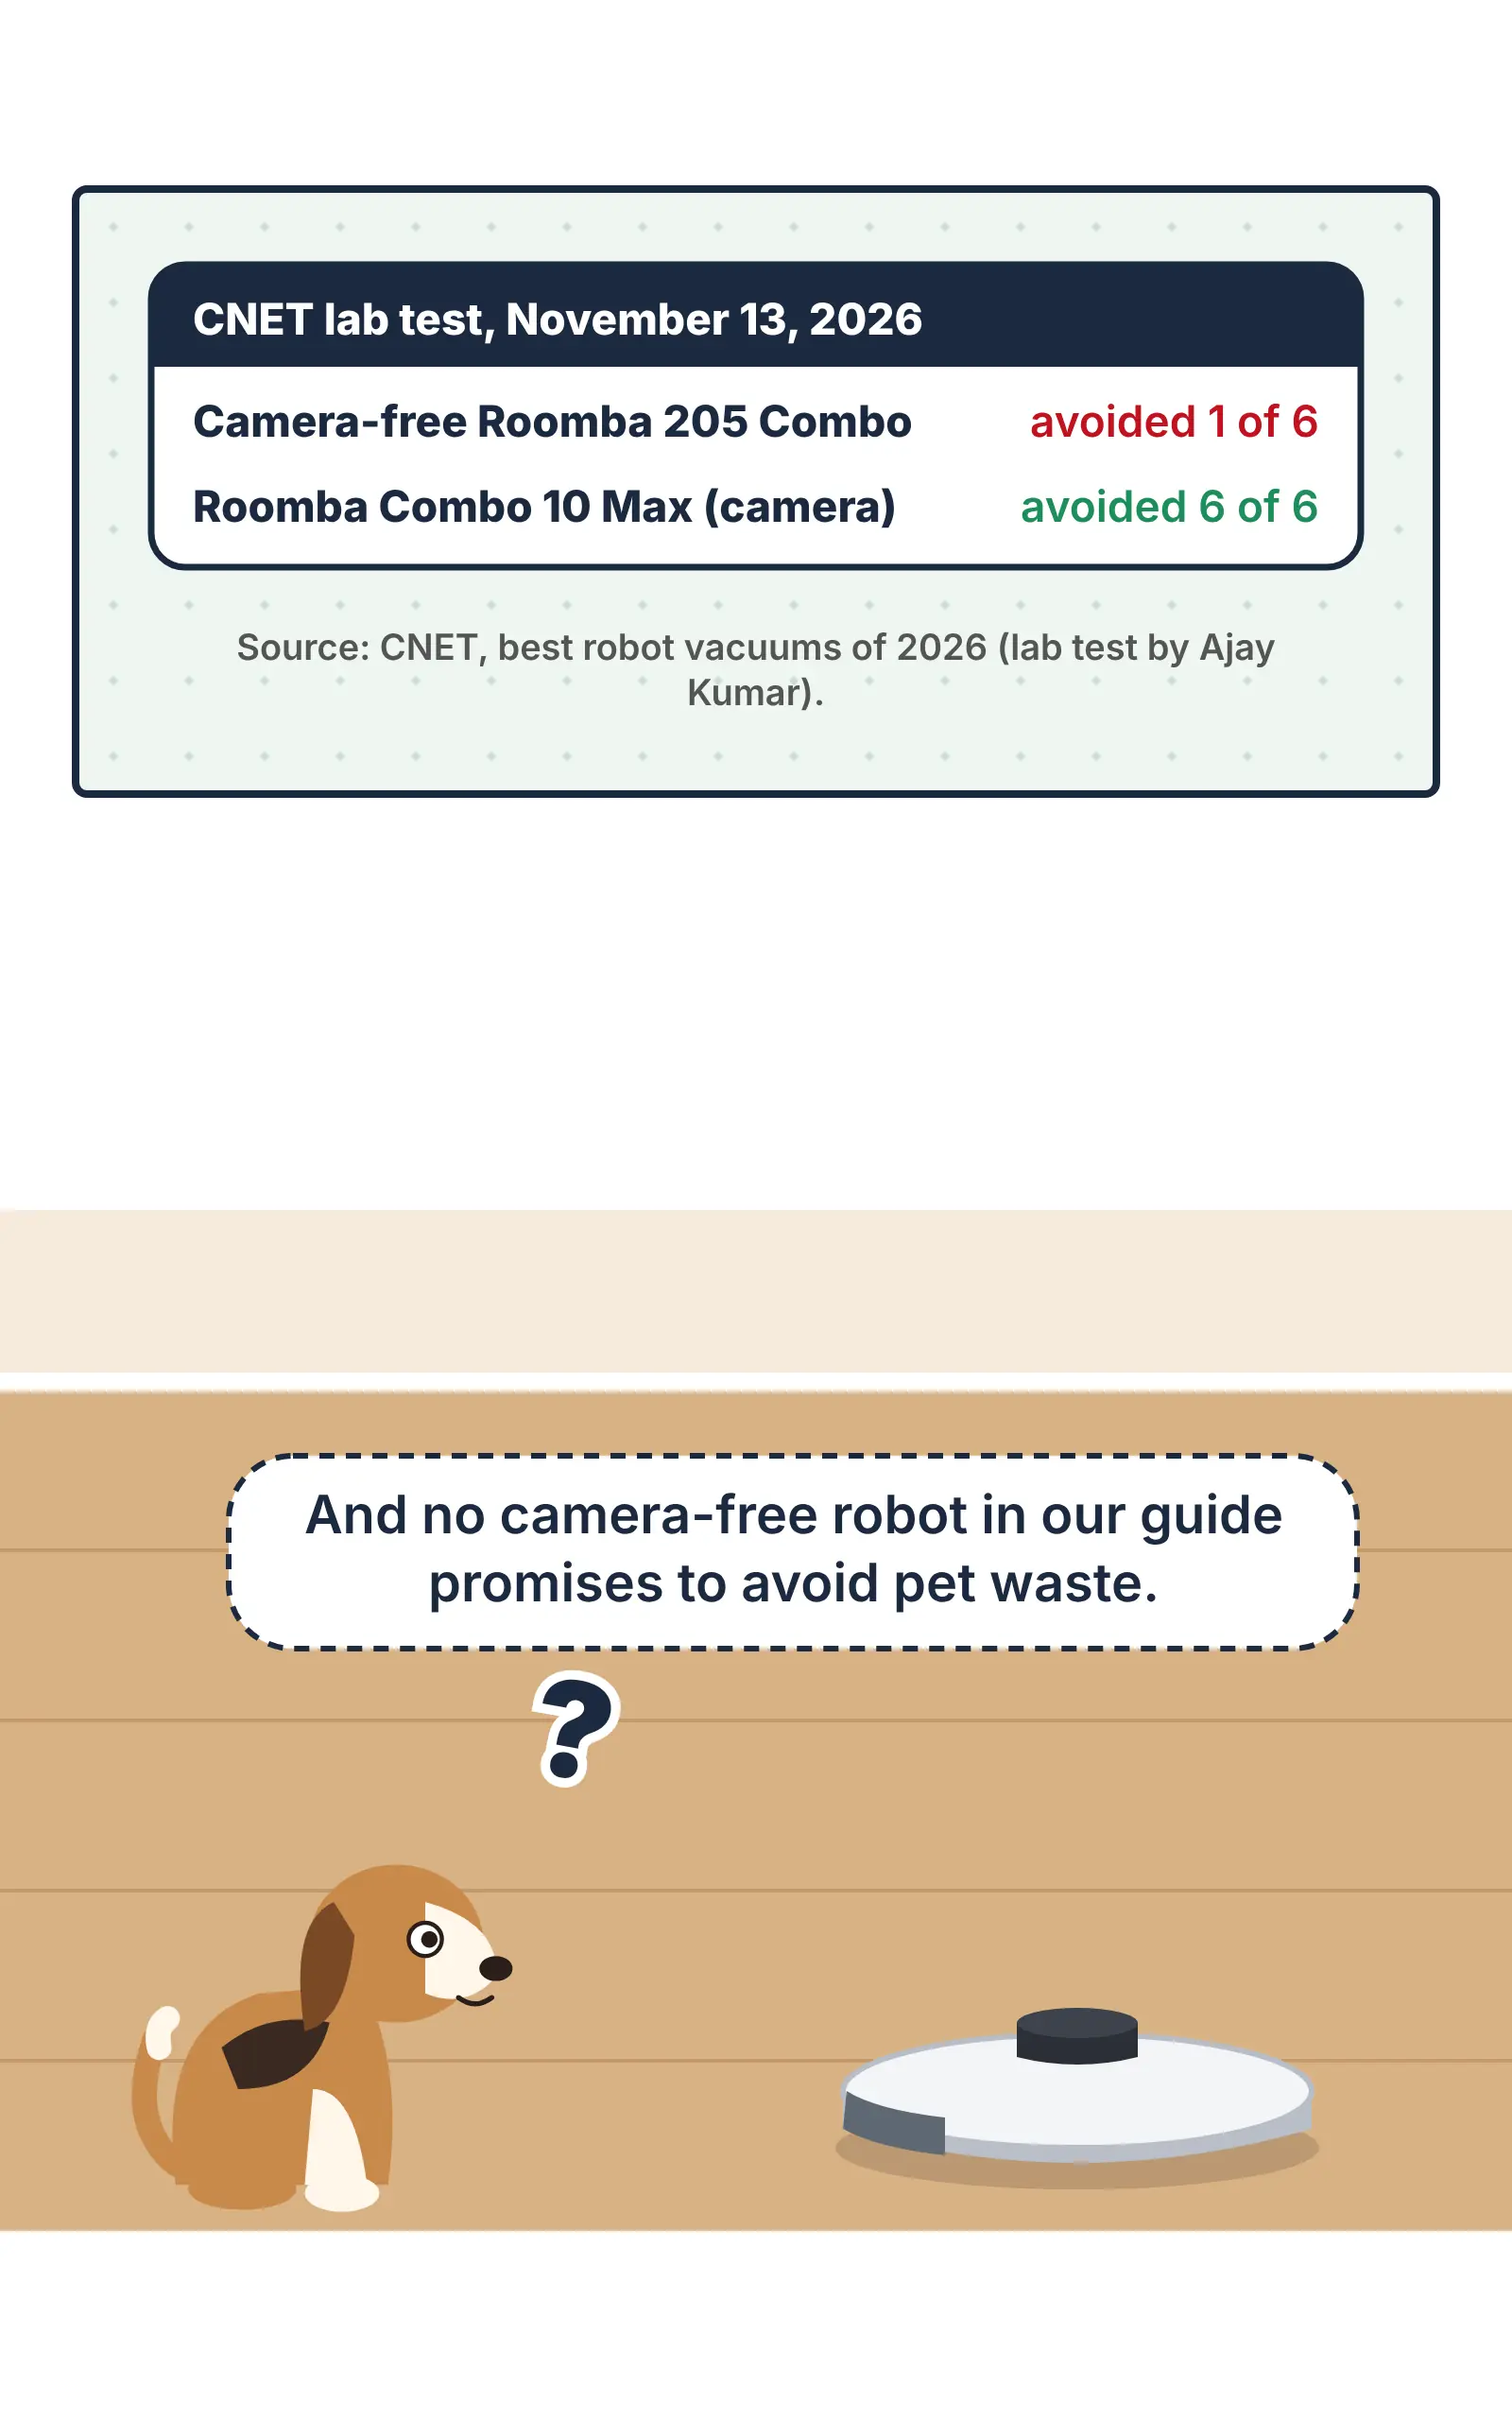 CNET lab test, November 13, 2026
Camera-free Roomba 205 Combo avoided 1 of 6
Roomba Combo 10 Max (camera) avoided 6 of 6
Source: CNET, best robot vacuums of 2026 (lab test by Ajay
Kumar).
And no camera-free robot in our guide
promises to avoid pet waste.
?